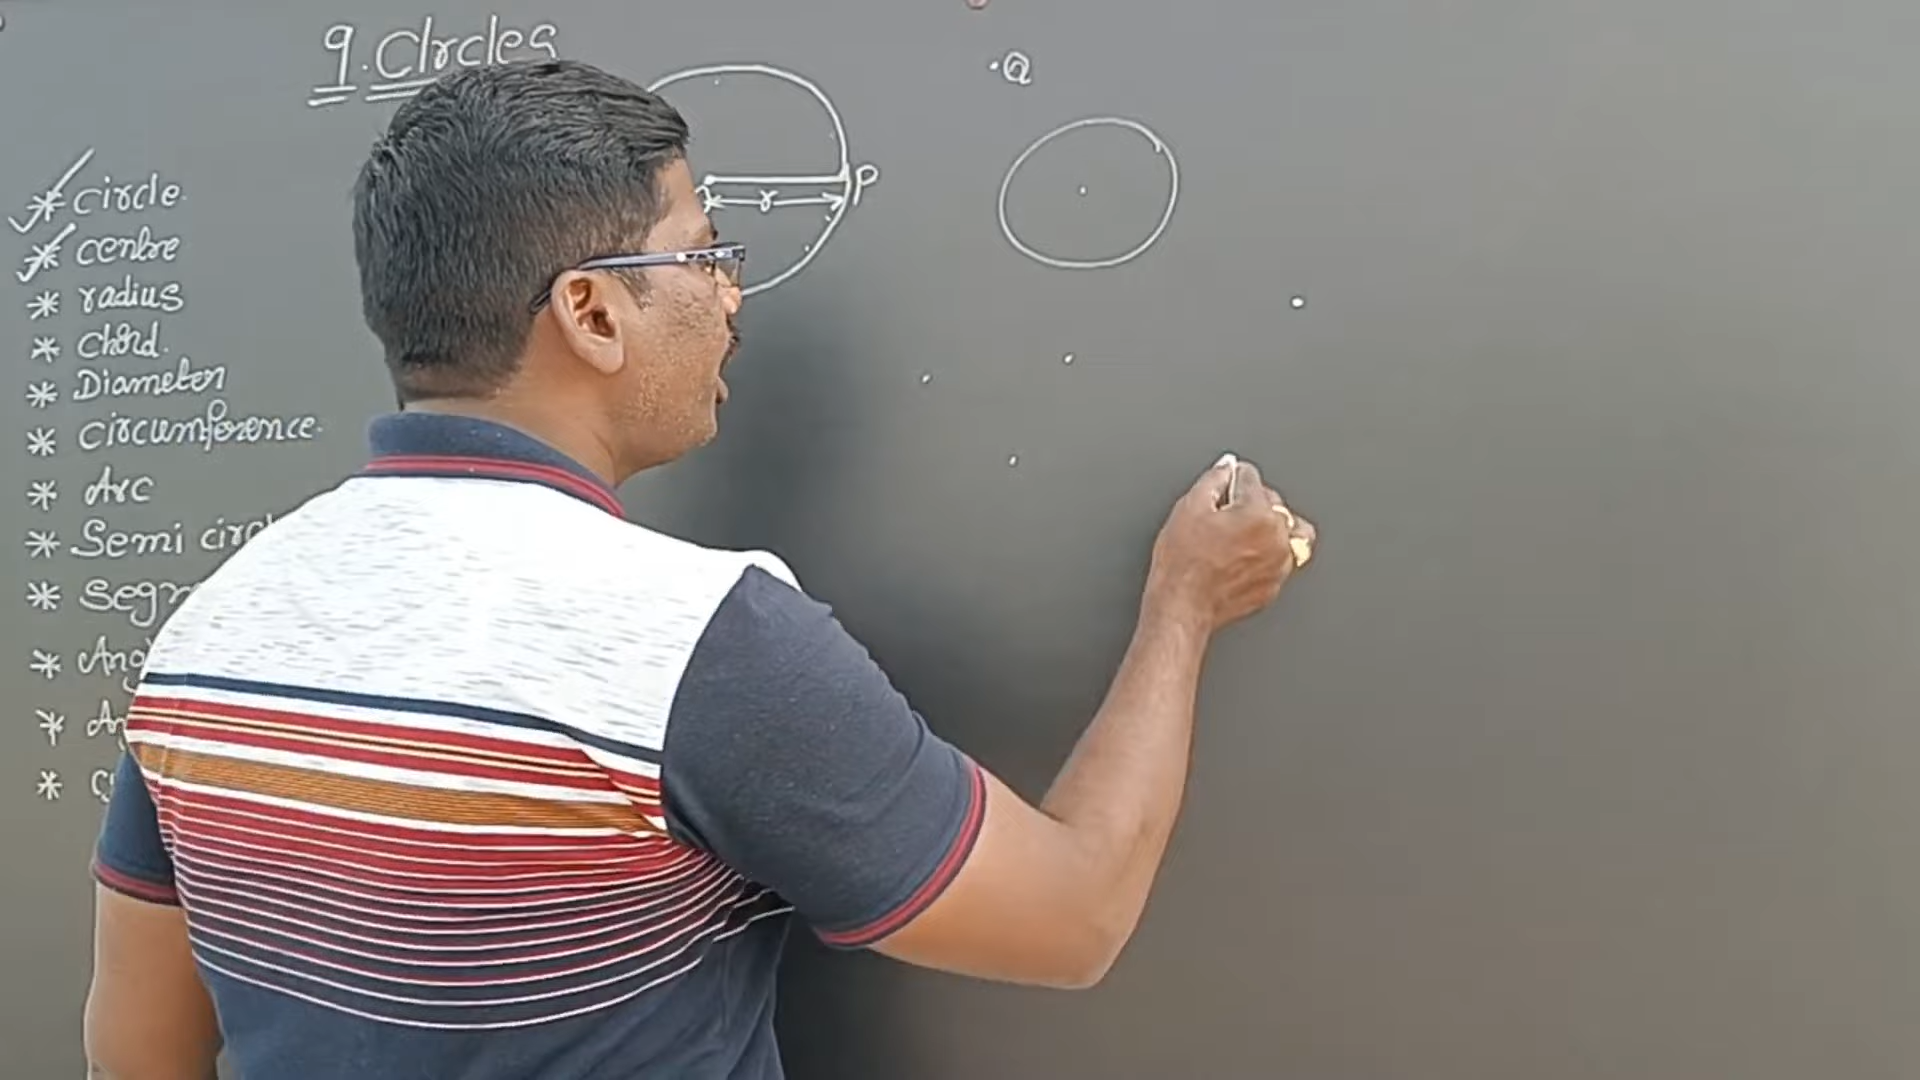 9. Circles
* circle.
* centre
* radius
* chord.
* Diameter
* circumference.
* Arc
* Semi
P
r
.Q